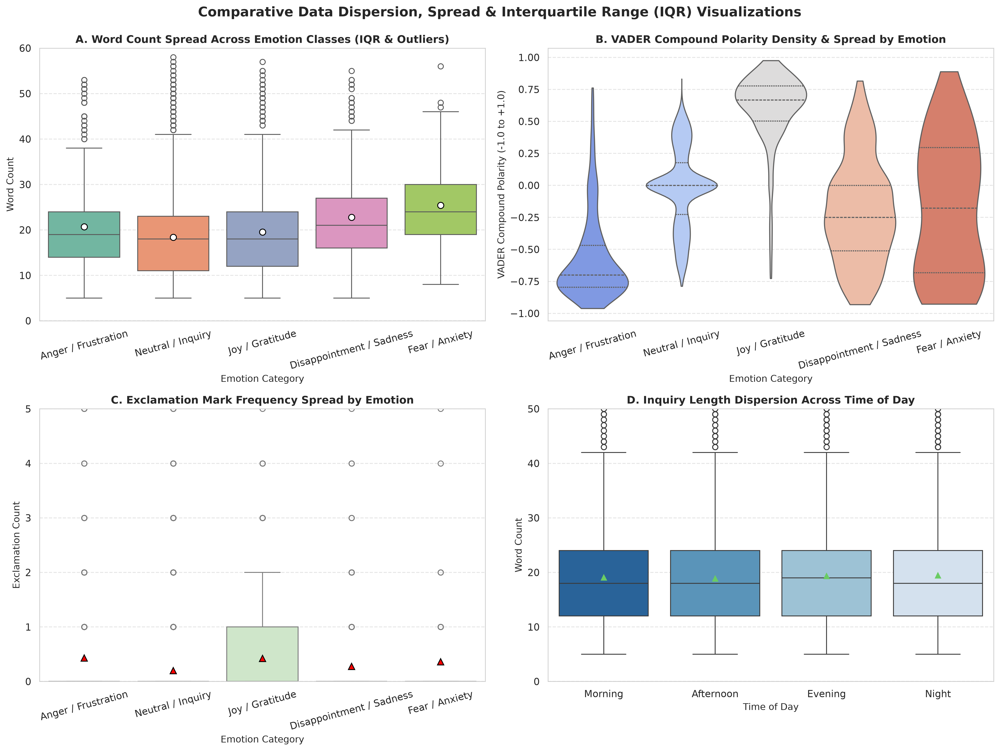 Comparative Data Dispersion, Spread & Interquartile Range (IQR) Visualizations
A. Word Count Spread Across Emotion Classes (IQR & Outliers)
60
50
40
30
20
10
0
Word Count
Anger / Frustration
Neutral / Inquiry
Joy / Gratitude
Disappointment / Sadness
Fear / Anxiety
Emotion Category
B. VADER Compound Polarity Density & Spread by Emotion
1.00
0.75
0.50
0.25
0.00
−0.25
−0.50
−0.75
−1.00
VADER Compound Polarity (-1.0 to +1.0)
Anger / Frustration
Neutral / Inquiry
Joy / Gratitude
Disappointment / Sadness
Fear / Anxiety
Emotion Category
C. Exclamation Mark Frequency Spread by Emotion
5
4
3
2
1
0
Exclamation Count
Anger / Frustration
Neutral / Inquiry
Joy / Gratitude
Disappointment / Sadness
Fear / Anxiety
Emotion Category
D. Inquiry Length Dispersion Across Time of Day
50
40
30
20
10
0
Word Count
Morning
Afternoon
Evening
Night
Time of Day